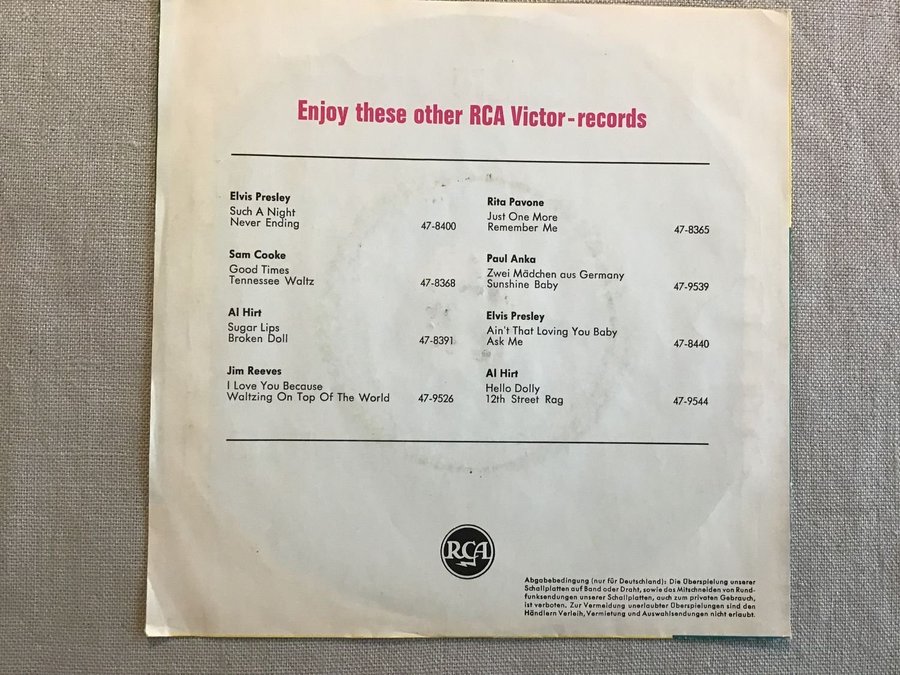 Enjoy these other RCA Victor-records
Elvis Presley
Such A Night
Never Ending 47-8400
Sam Cooke
Good Times
Tennessee Waltz 47-8368
Al Hirt
Sugar Lips
Broken Doll 47-8391
Jim Reeves
I Love You Because
Waltzing On Top Of The World 47-9526
Rita Pavone
Just One More
Remember Me 47-8365
Paul Anka
Zwei Mädchen aus Germany
Sunshine Baby 47-9539
Elvis Presley
Ain't That Loving You Baby
Ask Me 47-8440
Al Hirt
Hello Dolly
12th Street Rag 47-9544
RCA
Abgabebedingung (nur für Deutschland): Die Überspielung unserer
Schallplatten auf Band oder Draht, sowie das Mitschneiden von Rund-
funksendungen unserer Schallplatten, auch zum privaten Gebrauch,
ist verboten. Zur Vermeidung unerlaubter Überspielungen sind den
Händlern Verleih, Vermietung und Auswahlsendungen nicht erlaubt.